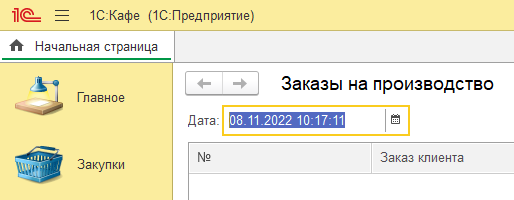 1С 1С:Кафе (1С:Предприятие)
Начальная страница
Главное
Закупки
Заказы на производство
Дата: 08.11.2022 10:17:11
№ Заказ клиента